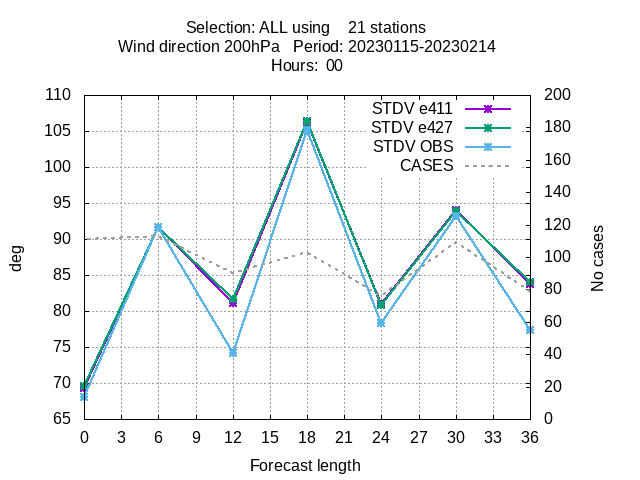 Selection: ALL using 21 stations
Wind direction 200hPa Period: 20230115-20230214
Hours: 00
STDV e411
STDV e427
STDV OBS
CASES
deg
110
105
100
95
90
85
80
75
70
65
200
180
160
140
120
100
80
60
40
20
0
No cases
0 3 6 9 12 15 18 21 24 27 30 33 36
Forecast length